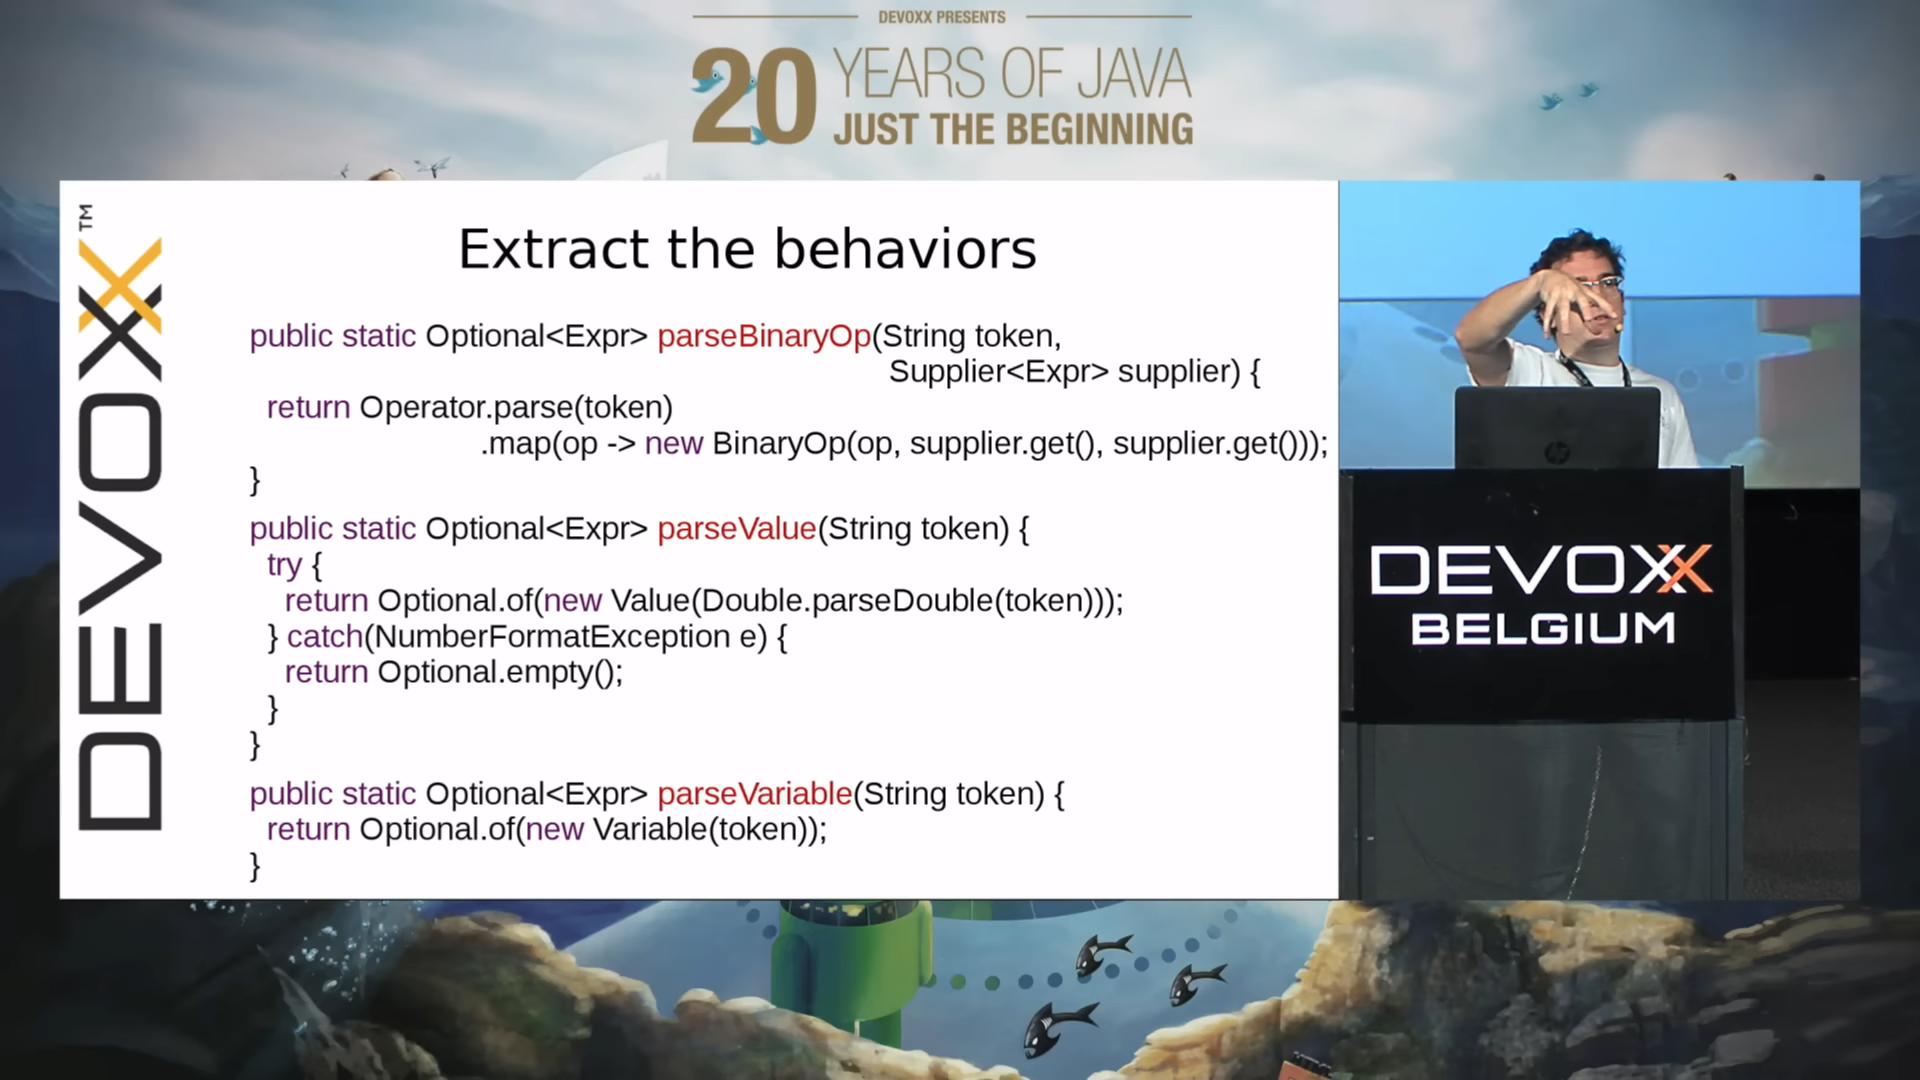 DEVOXX PRESENTS
20 YEARS OF JAVA
JUST THE BEGINNING
DEVOXX™
Extract the behaviors
public static Optional<Expr> parseBinaryOp(String token,
Supplier<Expr> supplier) {
return Operator.parse(token)
.map(op -> new BinaryOp(op, supplier.get(), supplier.get()));
}
public static Optional<Expr> parseValue(String token) {
try {
return Optional.of(new Value(Double.parseDouble(token)));
} catch(NumberFormatException e) {
return Optional.empty();
}
}
public static Optional<Expr> parseVariable(String token) {
return Optional.of(new Variable(token));
}
hp
DEVOXX
BELGIUM